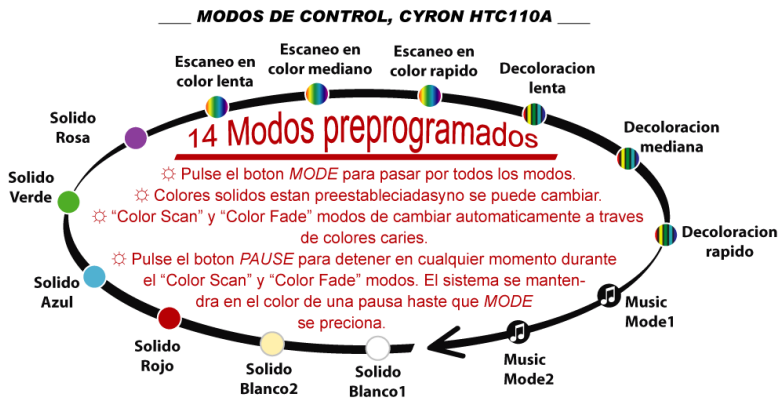 MODOS DE CONTROL, CYRON HTC110A
Escaneo en
color lenta
Escaneo en
color mediano
Escaneo en
color rapido
Decoloracion
lenta
Decoloracion
mediana
Decoloracion
rapido
Music
Mode1
Music
Mode2
Solido
Blanco1
Solido
Blanco2
Solido
Rojo
Solido
Azul
Solido
Verde
Solido
Rosa
14 Modos preprogramados
☼ Pulse el boton MODE para pasar por todos los modos.
☼ Colores solidos estan preestableciadasyno se puede cambiar.
☼ “Color Scan” y “Color Fade” modos de cambiar automaticamente a traves
de colores caries.
☼ Pulse el boton PAUSE para detener en cualquier momento durante
el “Color Scan” y “Color Fade” modos. El sistema se manten-
dra en el color de una pausa haste que MODE
se preciona.